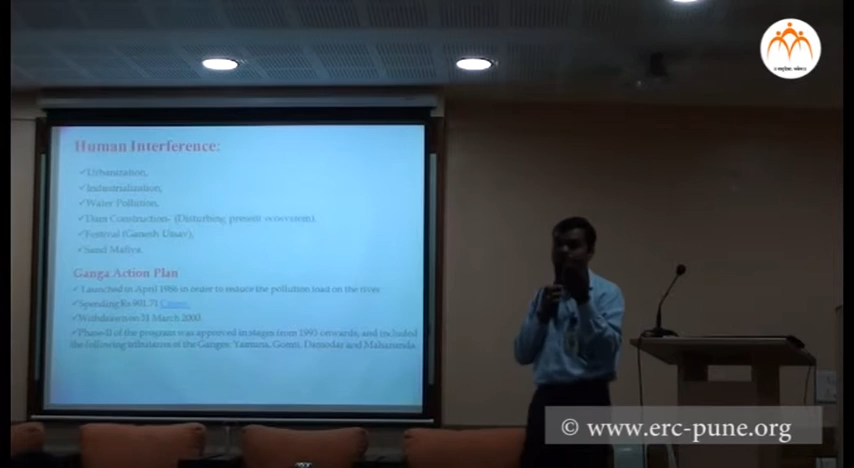 Human Interference:
✓Urbanization,
✓Industrialization,
✓Water Pollution,
✓Dam Construction- (Disturbing present ecosystem).
✓Festival (Ganesh Utsav),
✓Sand Mafiya.
Ganga Action Plan
✓Launched in April 1986 in order to reduce the pollution load on the river
✓Spending Rs 901.71 Crore,
✓Withdrawn on 31 March 2000.
✓Phase-II of the program was approved in stages from 1993 onwards, and included
the following tributaries of the Ganges: Yamuna, Gomti, Damodar and Mahananda.
© www.erc-pune.org